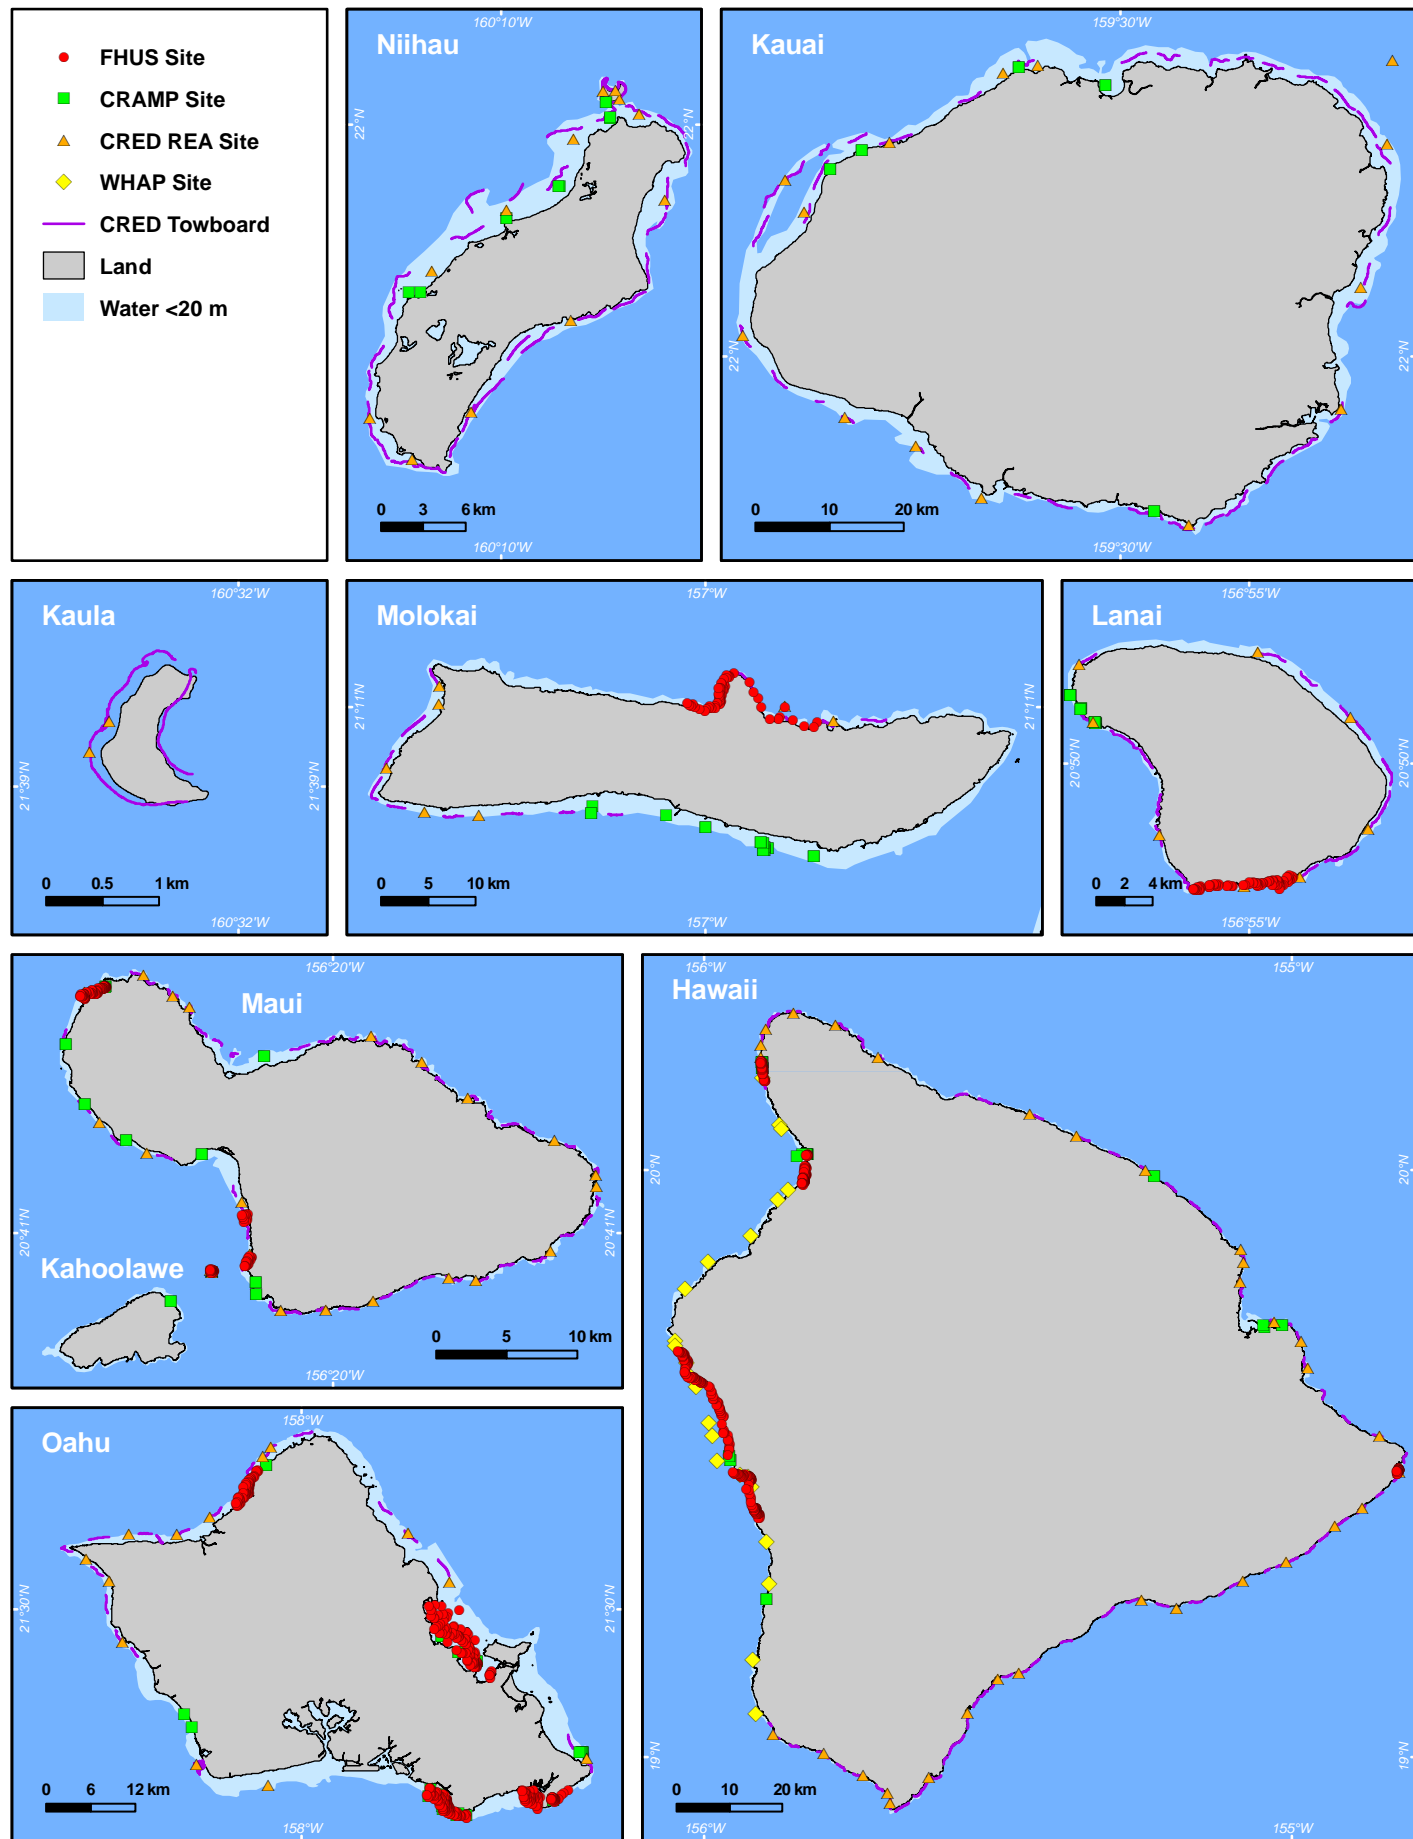 FHUS Site
CRAMP Site
CRED REA Site
WHAP Site
CRED Towboard
Land
Water <20 m
160°10'W
Niihau
22°N
22°N
0 3 6 km
160°10'W
159°30'W
Kauai
22°N
22°N
0 10 20 km
159°30'W
160°32'W
Kaula
21°39'N
21°39'N
0 0.5 1 km
160°32'W
157°W
Molokai
21°11'N
21°11'N
0 5 10 km
157°W
156°55'W
Lanai
20°50'N
20°50'N
0 2 4 km
156°55'W
156°20'W
Maui
20°41'N
20°41'N
Kahoolawe
0 5 10 km
156°20'W
156°W
155°W
Hawaii
20°N
20°N
19°N
19°N
0 10 20 km
156°W
155°W
158°W
Oahu
21°30'N
21°30'N
0 6 12 km
158°W